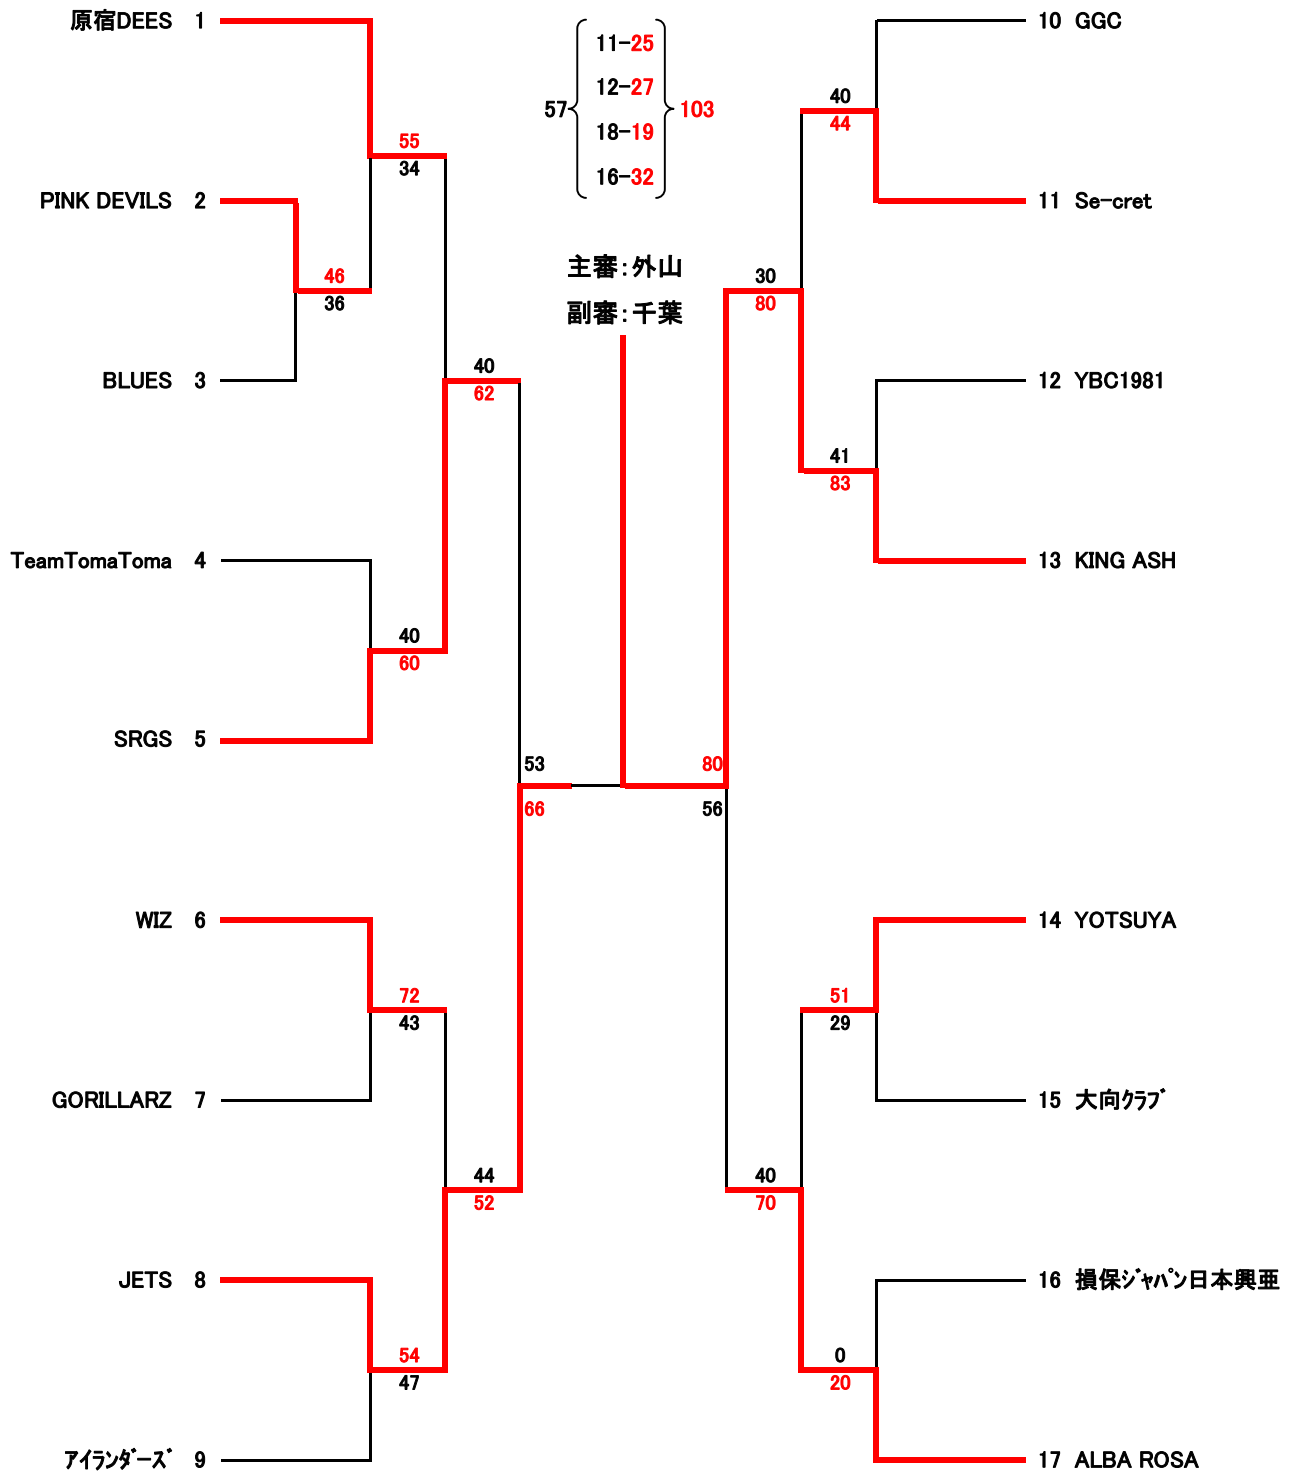 原宿DEES 1
11-25
12-27
57 103
18-19
16-32
10 GGC
40
44
55
34
PINK DEVILS 2
11 Se-cret
主審:外山
副審:千葉
46
36
30
80
BLUES 3
40
62
12 YBC1981
41
83
TeamTomaToma 4
13 KING ASH
40
60
SRGS 5
53
66
80
56
WIZ 6
14 YOTSUYA
72
43
51
29
GORILLARZ 7
15 大向クラブ
44
52
40
70
JETS 8
16 損保ジャパン日本興亜
54
47
0
20
アイランダーズ 9
17 ALBA ROSA